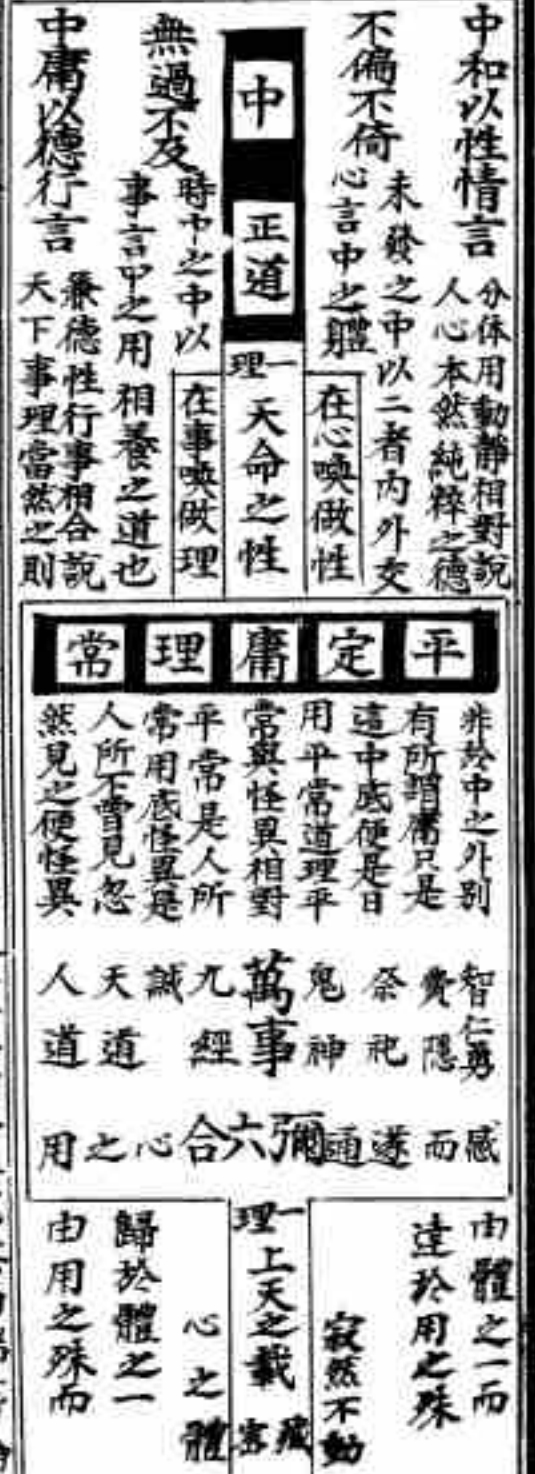 中和以性情言
分体用動靜相對說
人心本然純粹之德
不偏不倚
未發之中以二者內外交
心言中之體
中
正道
無過不及
時中之中以
事言中之用相養之道也
中庸以德行言
兼德性行事相合說
天下事理當然之則
在心喚做性
一理
天命之性
在事喚做理
平定庸理常
非於中之外別
有所謂庸只是
這中底便是日
用平常道理平
常與怪異相對
平常是人所
常用底怪異是
人所不曾見忽
然見之便怪異
智仁勇
費隱
祭祀
鬼神
萬事
九經
誠
天道
人道
感而遂通
彌六合
心之用
由體之一而
達於用之殊
寂然不動
一理
上天之載
藏密
心之體
歸於體之一
由用之殊而